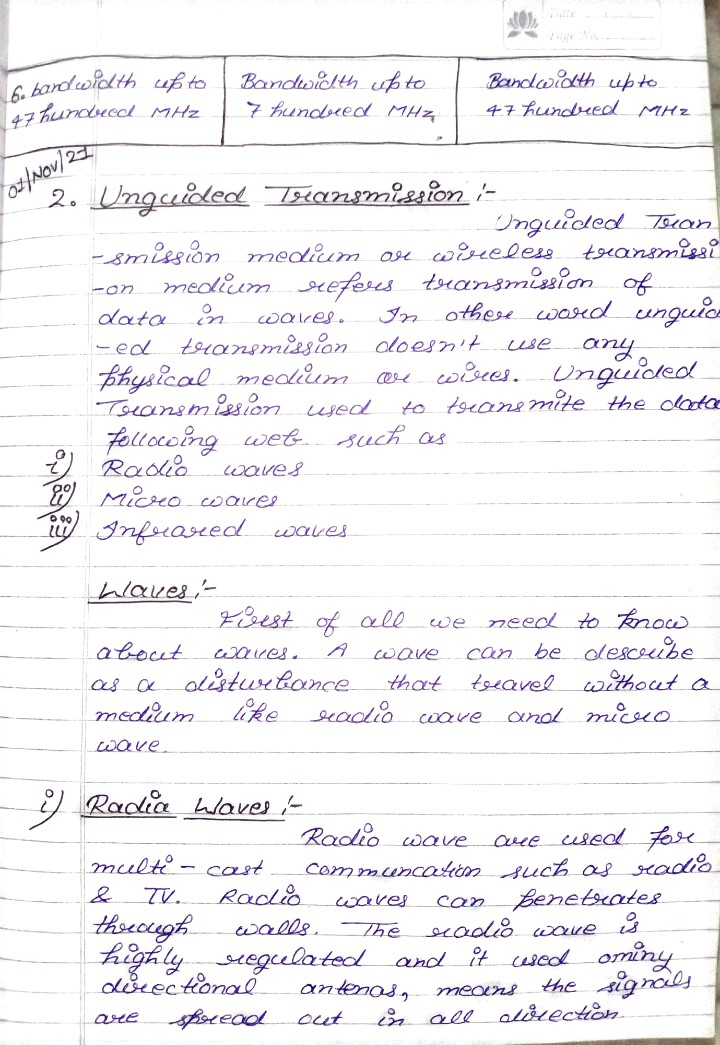 Date
Page No.
6. bandwidth upto | Bandwidth upto | Bandwidth upto
47 hundred MHz | 7 hundred MHz, | 47 hundred MHz
01/Nov/21
2. Unguided Transmission :-
Unguided Tran
-smission medium or wireless transmissi
-on medium refers transmission of
data in waves. In other word unguid
-ed transmission doesn't use any
physical medium or wires. Unguided
Transmission used to transmite the data
following web. such as
i) Radio waves
ii) Micro waves
iii) Infrared waves
Waves :-
First of all we need to know
about waves. A wave can be describe
as a disturbance that travel without a
medium like radio wave and micro
wave.
i) Radia Waves :-
Radio wave are used for
multi - cast communcation such as radio
& TV. Radio waves can penetrates
through walls. The radio wave is
highly regulated and it used ominy
directional antenas, means the signals
are spread out in all direction